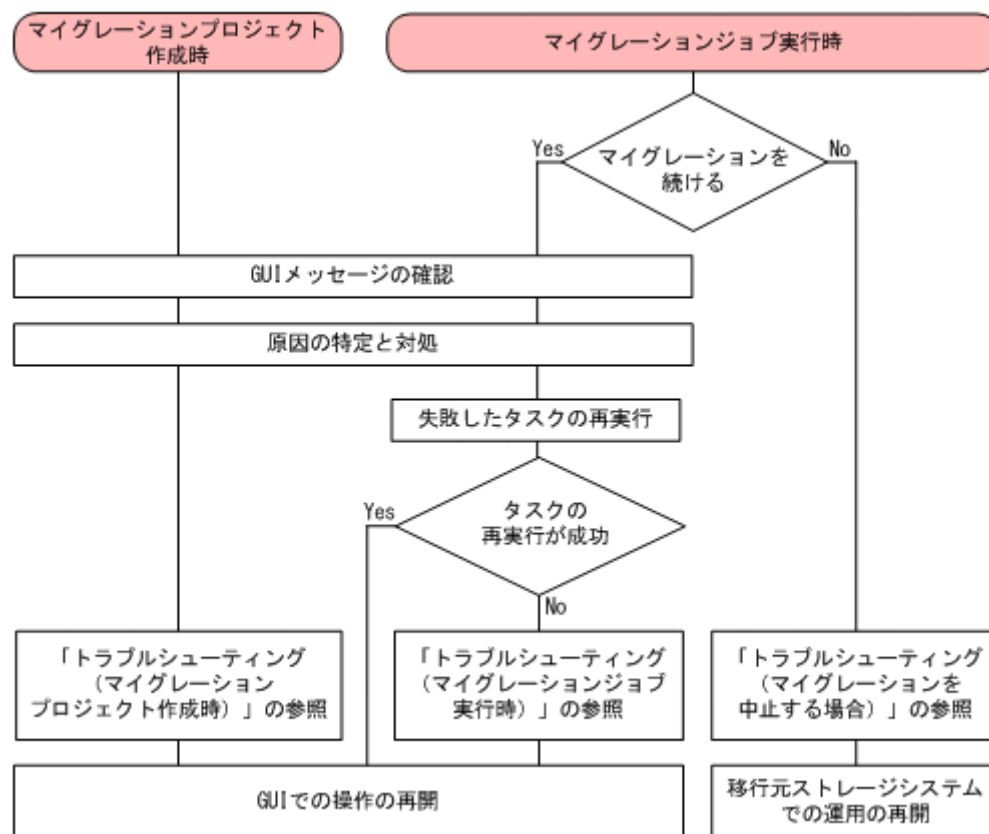 マイグレーションプロジェクト
作成時
マイグレーションジョブ実行時
Yes
マイグレーションを
続ける
No
GUIメッセージの確認
原因の特定と対処
失敗したタスクの再実行
Yes
タスクの
再実行が成功
No
「トラブルシューティング
(マイグレーション
プロジェクト作成時)」の参照
「トラブルシューティング
(マイグレーションジョブ
実行時)」の参照
「トラブルシューティング
(マイグレーションを
中止する場合)」の参照
GUIでの操作の再開
移行元ストレージシステム
での運用の再開